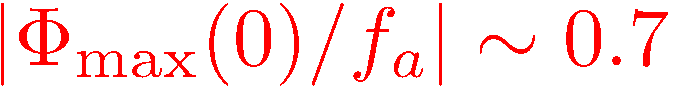 |Φ_max(0)/f_a| ∼ 0.7